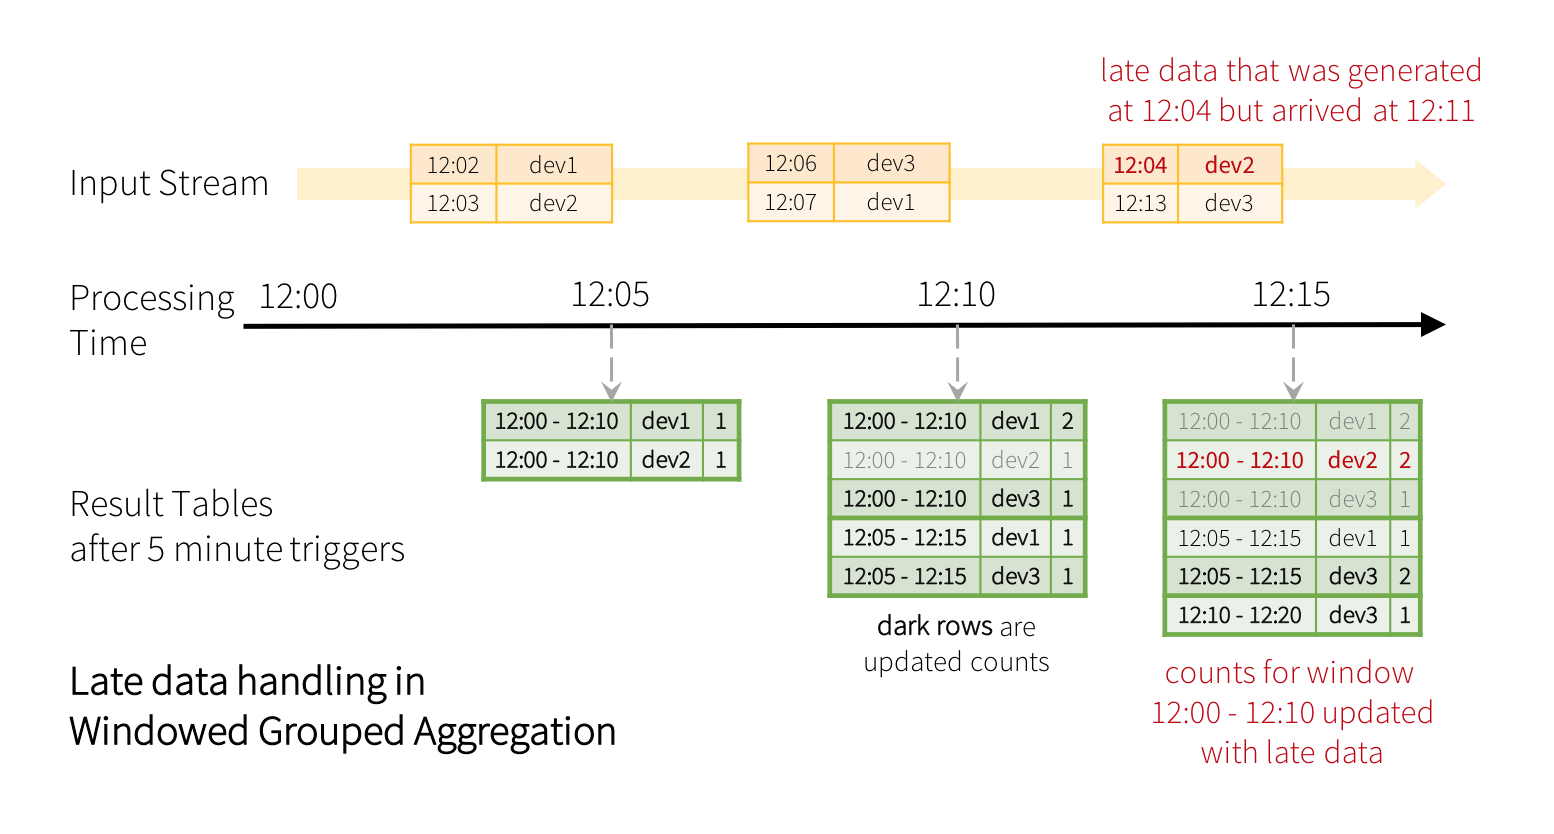 late data that was generated
at 12:04 but arrived at 12:11
Input Stream
12:02 dev1
12:03 dev2
12:06 dev3
12:07 dev1
12:04 dev2
12:13 dev3
Processing
Time
12:00
12:05
12:10
12:15
12:00 - 12:10 dev1 1
12:00 - 12:10 dev2 1
12:00 - 12:10 dev1 2
12:00 - 12:10 dev2 1
12:00 - 12:10 dev3 1
12:05 - 12:15 dev1 1
12:05 - 12:15 dev3 1
12:00 - 12:10 dev1 2
12:00 - 12:10 dev2 2
12:00 - 12:10 dev3 1
12:05 - 12:15 dev1 1
12:05 - 12:15 dev3 2
12:10 - 12:20 dev3 1
Result Tables
after 5 minute triggers
dark rows are
updated counts
counts for window
12:00 - 12:10 updated
with late data
Late data handling in
Windowed Grouped Aggregation